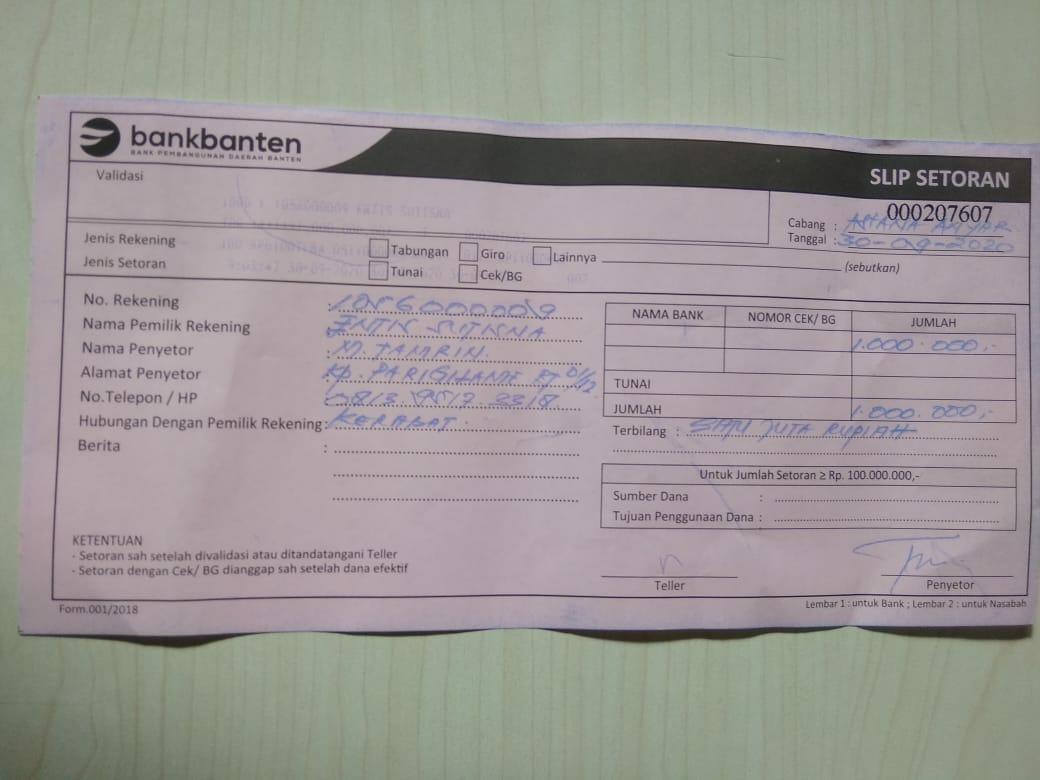 bankbanten
BANK PEMBANGUNAN DAERAH BANTEN
SLIP SETORAN
Validasi
000207607
Cabang :
Tanggal : 30-09-2020
Jenis Rekening Tabungan Giro Lainnya (sebutkan)
Jenis Setoran Tunai Cek/BG
No. Rekening :
Nama Pemilik Rekening :
Nama Penyetor : M. TAMRIN.
Alamat Penyetor : Kp.
No.Telepon / HP :
Hubungan Dengan Pemilik Rekening : KERABAT.
Berita :
NAMA BANK NOMOR CEK/ BG JUMLAH
1.000.000,-
TUNAI
JUMLAH 1.000.000,-
Terbilang : SATU JUTA RUPIAH
Untuk Jumlah Setoran ≥ Rp. 100.000.000,-
Sumber Dana :
Tujuan Penggunaan Dana :
KETENTUAN
- Setoran sah setelah divalidasi atau ditandatangani Teller
- Setoran dengan Cek/ BG dianggap sah setelah dana efektif
Teller Penyetor
Form.001/2018
Lembar 1 : untuk Bank ; Lembar 2 : untuk Nasabah